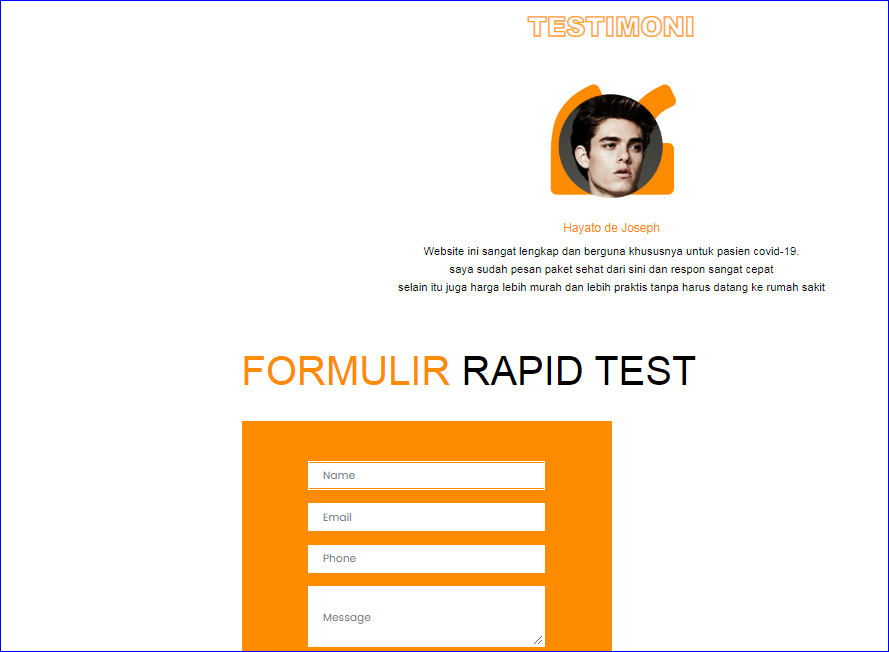 TESTIMONI
Hayato de Joseph
Website ini sangat lengkap dan berguna khususnya untuk pasien covid-19.
saya sudah pesan paket sehat dari sini dan respon sangat cepat
selain itu juga harga lebih murah dan lebih praktis tanpa harus datang ke rumah sakit
FORMULIR RAPID TEST
Name
Email
Phone
Message